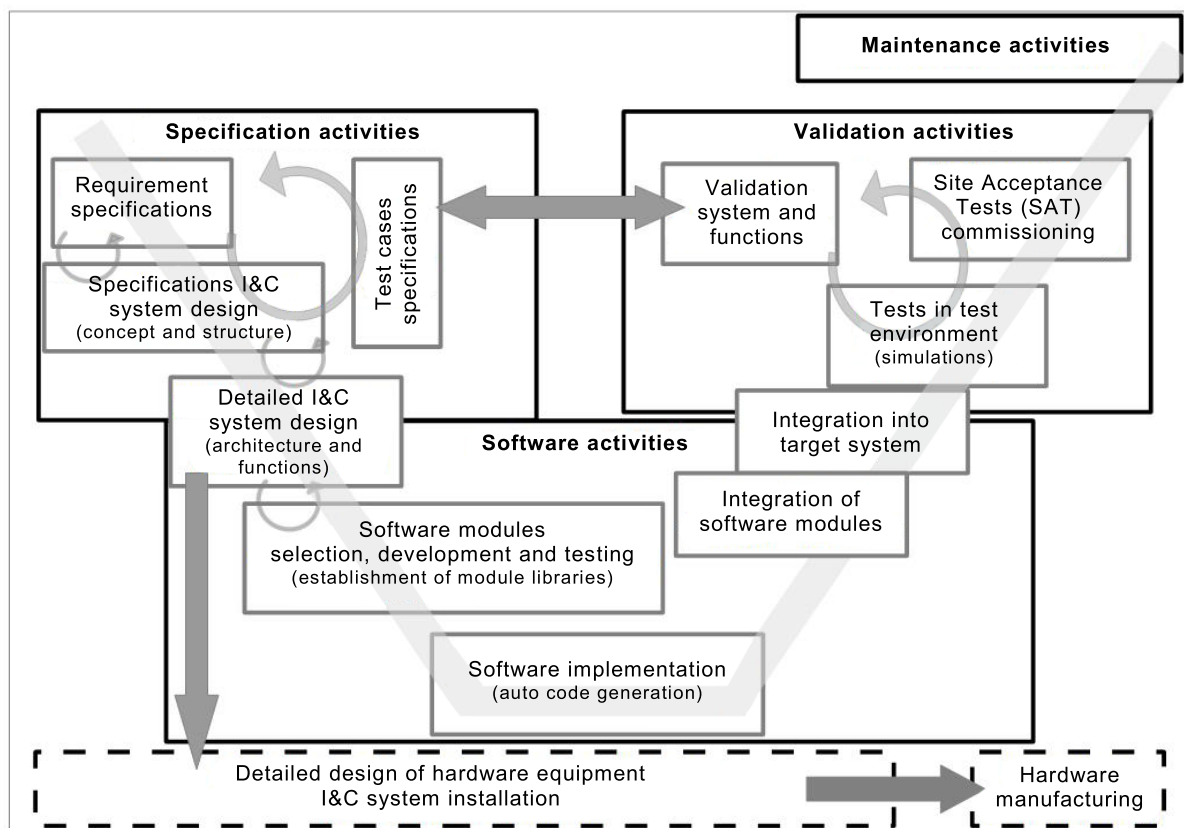 Maintenance activities
Specification activities
Requirement
specifications
Test cases
specifications
Specifications I&C
system design
(concept and structure)
Detailed I&C
system design
(architecture and
functions)
Validation activities
Validation
system and
functions
Site Acceptance
Tests (SAT)
commissioning
Tests in test
environment
(simulations)
Software activities
Integration into
target system
Integration of
software modules
Software modules
selection, development and testing
(establishment of module libraries)
Software implementation
(auto code generation)
Detailed design of hardware equipment
I&C system installation
Hardware
manufacturing